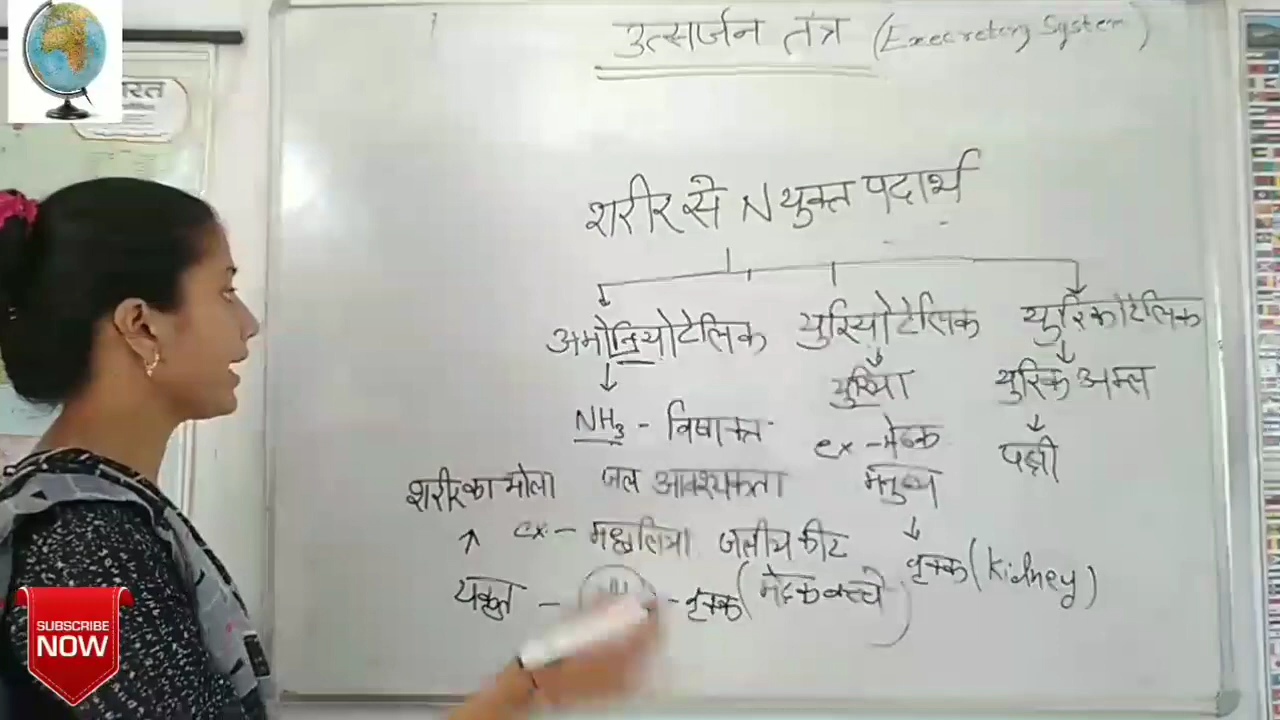 उत्सर्जन तंत्र (Execretory System)
शरीर से N युक्त पदार्थ
अमोनियोटेलिक युरियोटेलिक युरिकोटेलिक
युरिया युरिक अम्ल
NH3 - विषाक्त ex - मेढक पक्षी
शरीर का मोला जल आवश्यकता मनुष्य
ex - मछलिया जलीय कीट वृक्क (kidney)
यकृत - - वृक्क (मेढक बच्चे)
SUBSCRIBE
NOW